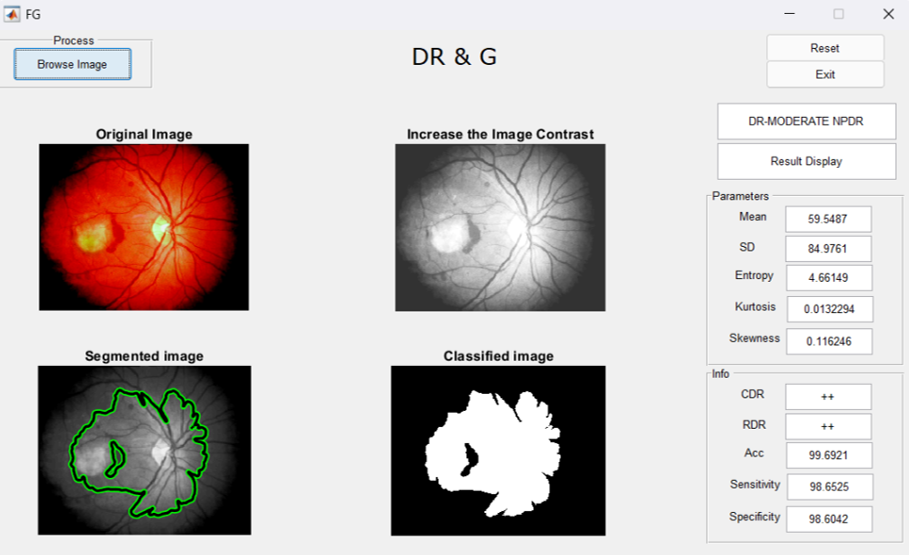 FG
Process
Browse Image
DR & G
Reset
Exit
Original Image
Increase the Image Contrast
DR-MODERATE NPDR
Result Display
Parameters
Mean 59.5487
SD 84.9761
Entropy 4.66149
Kurtosis 0.0132294
Skewness 0.116246
Segmented image
Classified image
Info
CDR ++
RDR ++
Acc 99.6921
Sensitivity 98.6525
Specificity 98.6042